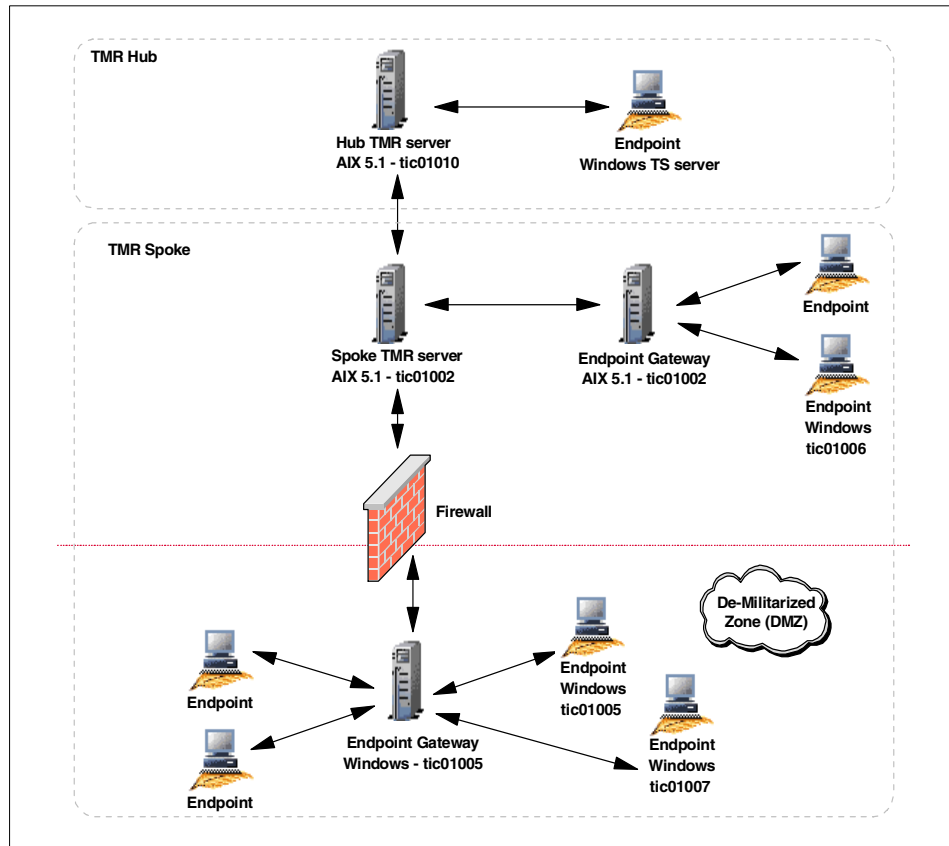 TMR Hub
Hub TMR server
AIX 5.1 - tic01010
Endpoint
Windows TS server
TMR Spoke
Spoke TMR server
AIX 5.1 - tic01002
Endpoint Gateway
AIX 5.1 - tic01002
Endpoint
Endpoint
Windows
tic01006
Firewall
De-Militarized
Zone (DMZ)
Endpoint
Endpoint
Endpoint Gateway
Windows - tic01005
Endpoint
Windows
tic01005
Endpoint
Windows
tic01007